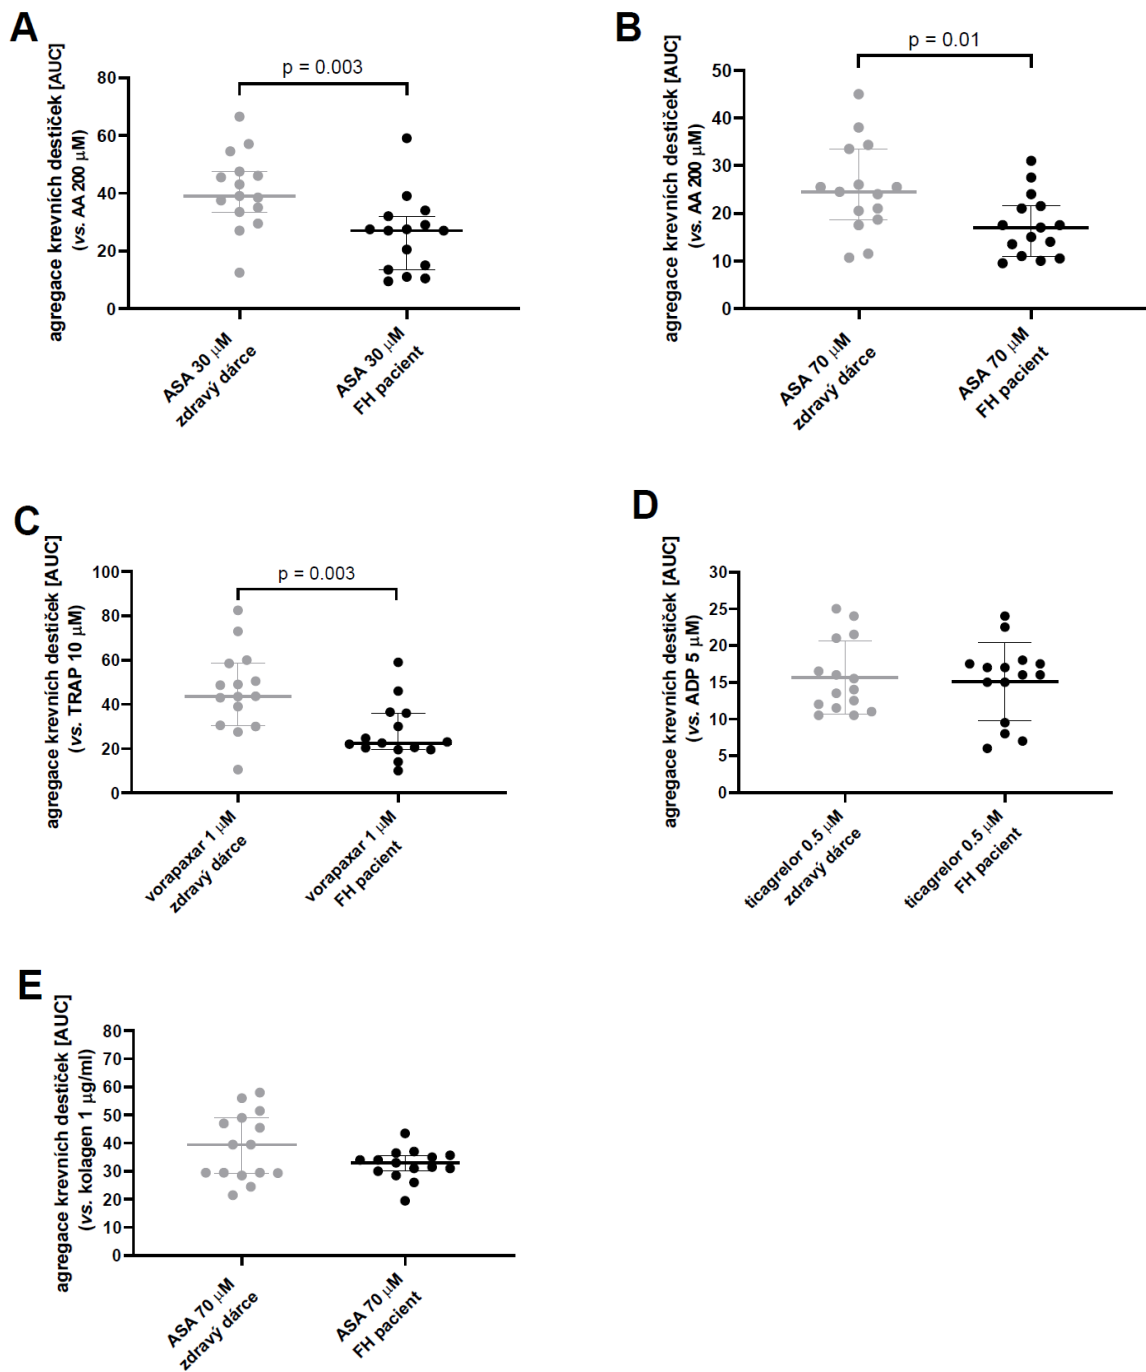 A
agregace krevních destiček [AUC]
(vs. AA 200 μM)
p = 0.003
80
60
40
20
0
ASA 30 μM
zdravý dárce
ASA 30 μM
FH pacient
B
agregace krevních destiček [AUC]
(vs. AA 200 μM)
p = 0.01
50
40
30
20
10
0
ASA 70 μM
zdravý dárce
ASA 70 μM
FH pacient
C
agregace krevních destiček [AUC]
(vs. TRAP 10 μM)
p = 0.003
100
80
60
40
20
0
vorapaxar 1 μM
zdravý dárce
vorapaxar 1 μM
FH pacient
D
agregace krevních destiček [AUC]
(vs. ADP 5 μM)
30
25
20
15
10
5
0
ticagrelor 0.5 μM
zdravý dárce
ticagrelor 0.5 μM
FH pacient
E
agregace krevních destiček [AUC]
(vs. kolagen 1 μg/ml)
80
70
60
50
40
30
20
10
0
ASA 70 μM
zdravý dárce
ASA 70 μM
FH pacient